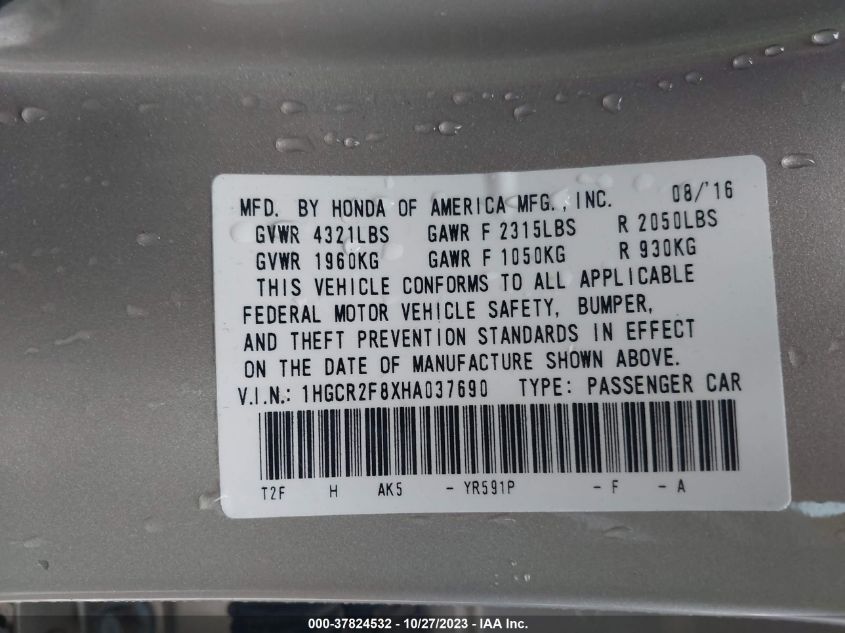 MFD. BY HONDA OF AMERICA MFG., INC. 08/'16
GVWR 4321LBS GAWR F 2315LBS R 2050LBS
GVWR 1960KG GAWR F 1050KG R 930KG
THIS VEHICLE CONFORMS TO ALL APPLICABLE
FEDERAL MOTOR VEHICLE SAFETY, BUMPER,
AND THEFT PREVENTION STANDARDS IN EFFECT
ON THE DATE OF MANUFACTURE SHOWN ABOVE.
V.I.N.: 1HGCR2F8XHA037690 TYPE: PASSENGER CAR
T2F H AK5 - YR591P - F - A
000-37824532 - 10/27/2023 - IAA Inc.